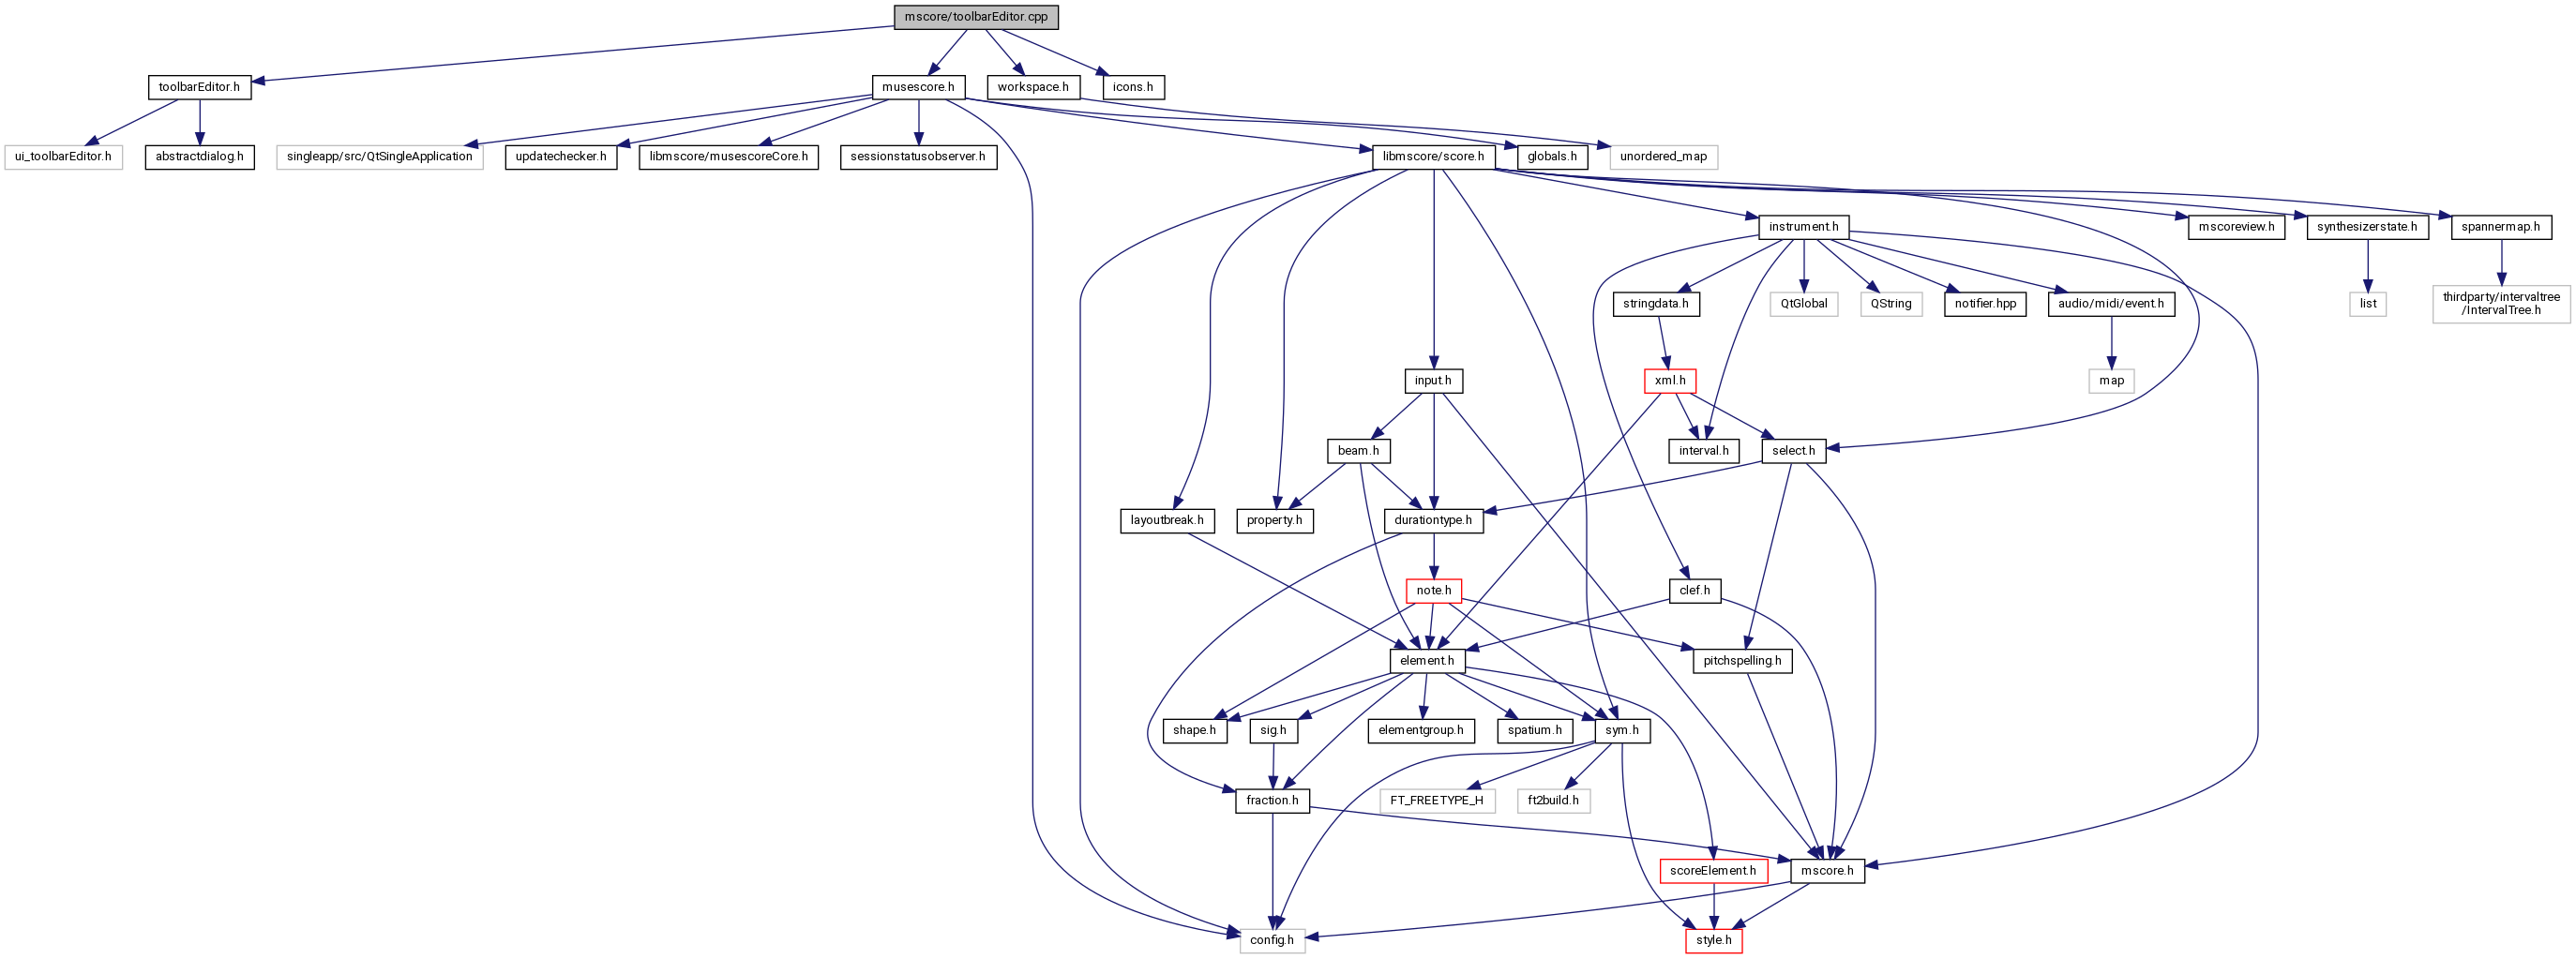 mscore/toolbarEditor.cpp
toolbarEditor.h
musescore.h
workspace.h
icons.h
ui_toolbarEditor.h
abstractdialog.h
singleapp/src/QtSingleApplication
updatechecker.h
libmscore/musescoreCore.h
sessionstatusobserver.h
libmscore/score.h
globals.h
unordered_map
instrument.h
mscoreview.h
synthesizerstate.h
spannermap.h
stringdata.h
QtGlobal
QString
notifier.hpp
audio/midi/event.h
list
thirdparty/intervaltree
/IntervalTree.h
input.h
xml.h
map
beam.h
interval.h
select.h
layoutbreak.h
property.h
durationtype.h
note.h
clef.h
element.h
pitchspelling.h
shape.h
sig.h
elementgroup.h
spatium.h
sym.h
fraction.h
FT_FREETYPE_H
ft2build.h
scoreElement.h
mscore.h
config.h
style.h